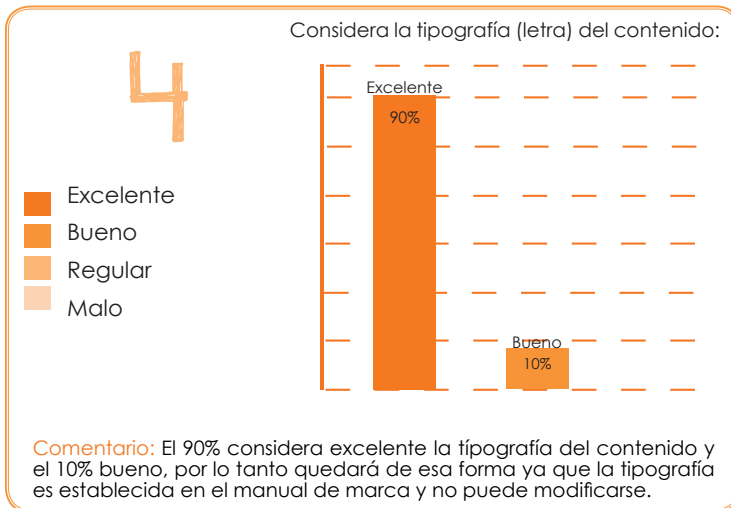 Considera la tipografía (letra) del contenido:
4
Excelente
90%
Excelente
Bueno
Regular
Malo
Bueno
10%
Comentario: El 90% considera excelente la típografía del contenido y
el 10% bueno, por lo tanto quedará de esa forma ya que la tipografía
es establecida en el manual de marca y no puede modificarse.